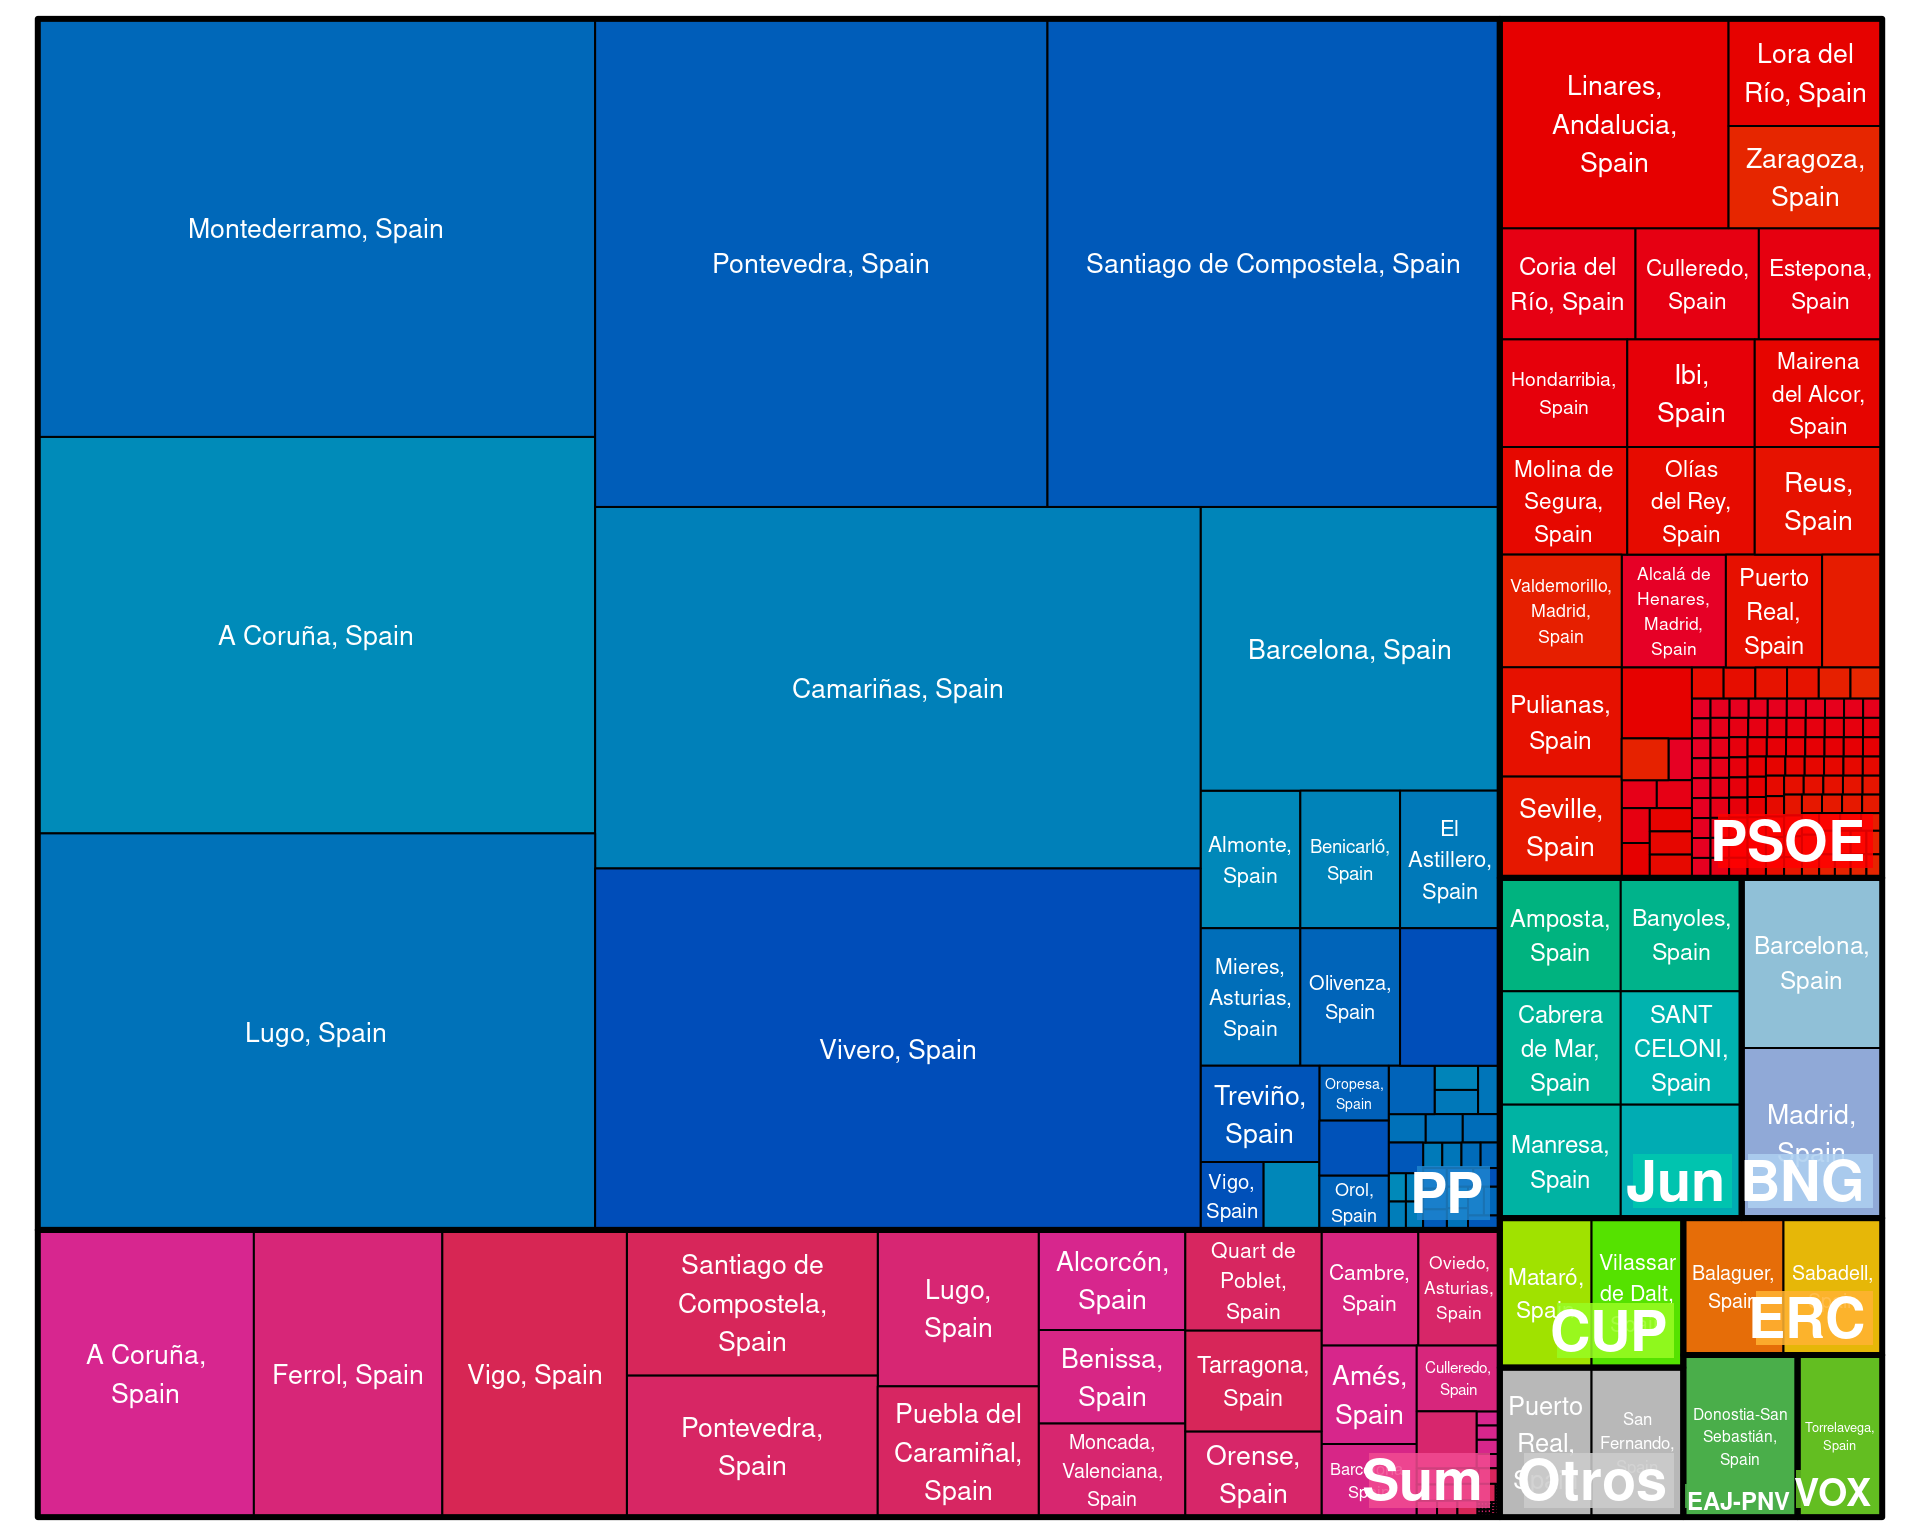 Montederramo, Spain
Pontevedra, Spain
Santiago de Compostela, Spain
A Coruña, Spain
Camariñas, Spain
Barcelona, Spain
Lugo, Spain
Vivero, Spain
Almonte,
Spain
Benicarló,
Spain
El
Astillero,
Spain
Mieres,
Asturias,
Spain
Olivenza,
Spain
Treviño,
Spain
Oropesa,
Spain
Vigo,
Spain
Orol,
Spain
PP
Linares,
Andalucia,
Spain
Lora del
Río, Spain
Zaragoza,
Spain
Coria del
Río, Spain
Culleredo,
Spain
Estepona,
Spain
Hondarribia,
Spain
Ibi,
Spain
Mairena
del Alcor,
Spain
Molina de
Segura,
Spain
Olías
del Rey,
Spain
Reus,
Spain
Valdemorillo,
Madrid,
Spain
Alcalá de
Henares,
Madrid,
Spain
Puerto
Real,
Spain
Pulianas,
Spain
Seville,
Spain
PSOE
Amposta,
Spain
Banyoles,
Spain
Cabrera
de Mar,
Spain
SANT
CELONI,
Spain
Manresa,
Spain
Jun
Barcelona,
Spain
Madrid,
Spain
BNG
A Coruña,
Spain
Ferrol, Spain
Vigo, Spain
Santiago de
Compostela,
Spain
Pontevedra,
Spain
Lugo,
Spain
Puebla del
Caramiñal,
Spain
Alcorcón,
Spain
Benissa,
Spain
Moncada,
Valenciana,
Spain
Quart de
Poblet,
Spain
Tarragona,
Spain
Orense,
Spain
Cambre,
Spain
Oviedo,
Asturias,
Spain
Amés,
Spain
Culleredo,
Spain
Barcelona,
Spain
Sum
Mataró,
Spain
Vilassar
de Dalt,
CUP
Balaguer,
Spain
Sabadell,
ERC
Puerto
Real,
Spain
San
Fernando,
Spain
Otros
Donostia-San
Sebastián,
Spain
EAJ-PNV
Torrelavega,
Spain
VOX